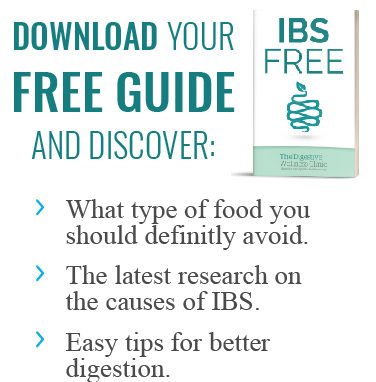 DOWNLOAD YOUR
FREE GUIDE
AND DISCOVER:
IBS
FREE
The Digestive
Wellness Clinic
What type of food you
should definitly avoid.
The latest research on
the causes of IBS.
Easy tips for better
digestion.